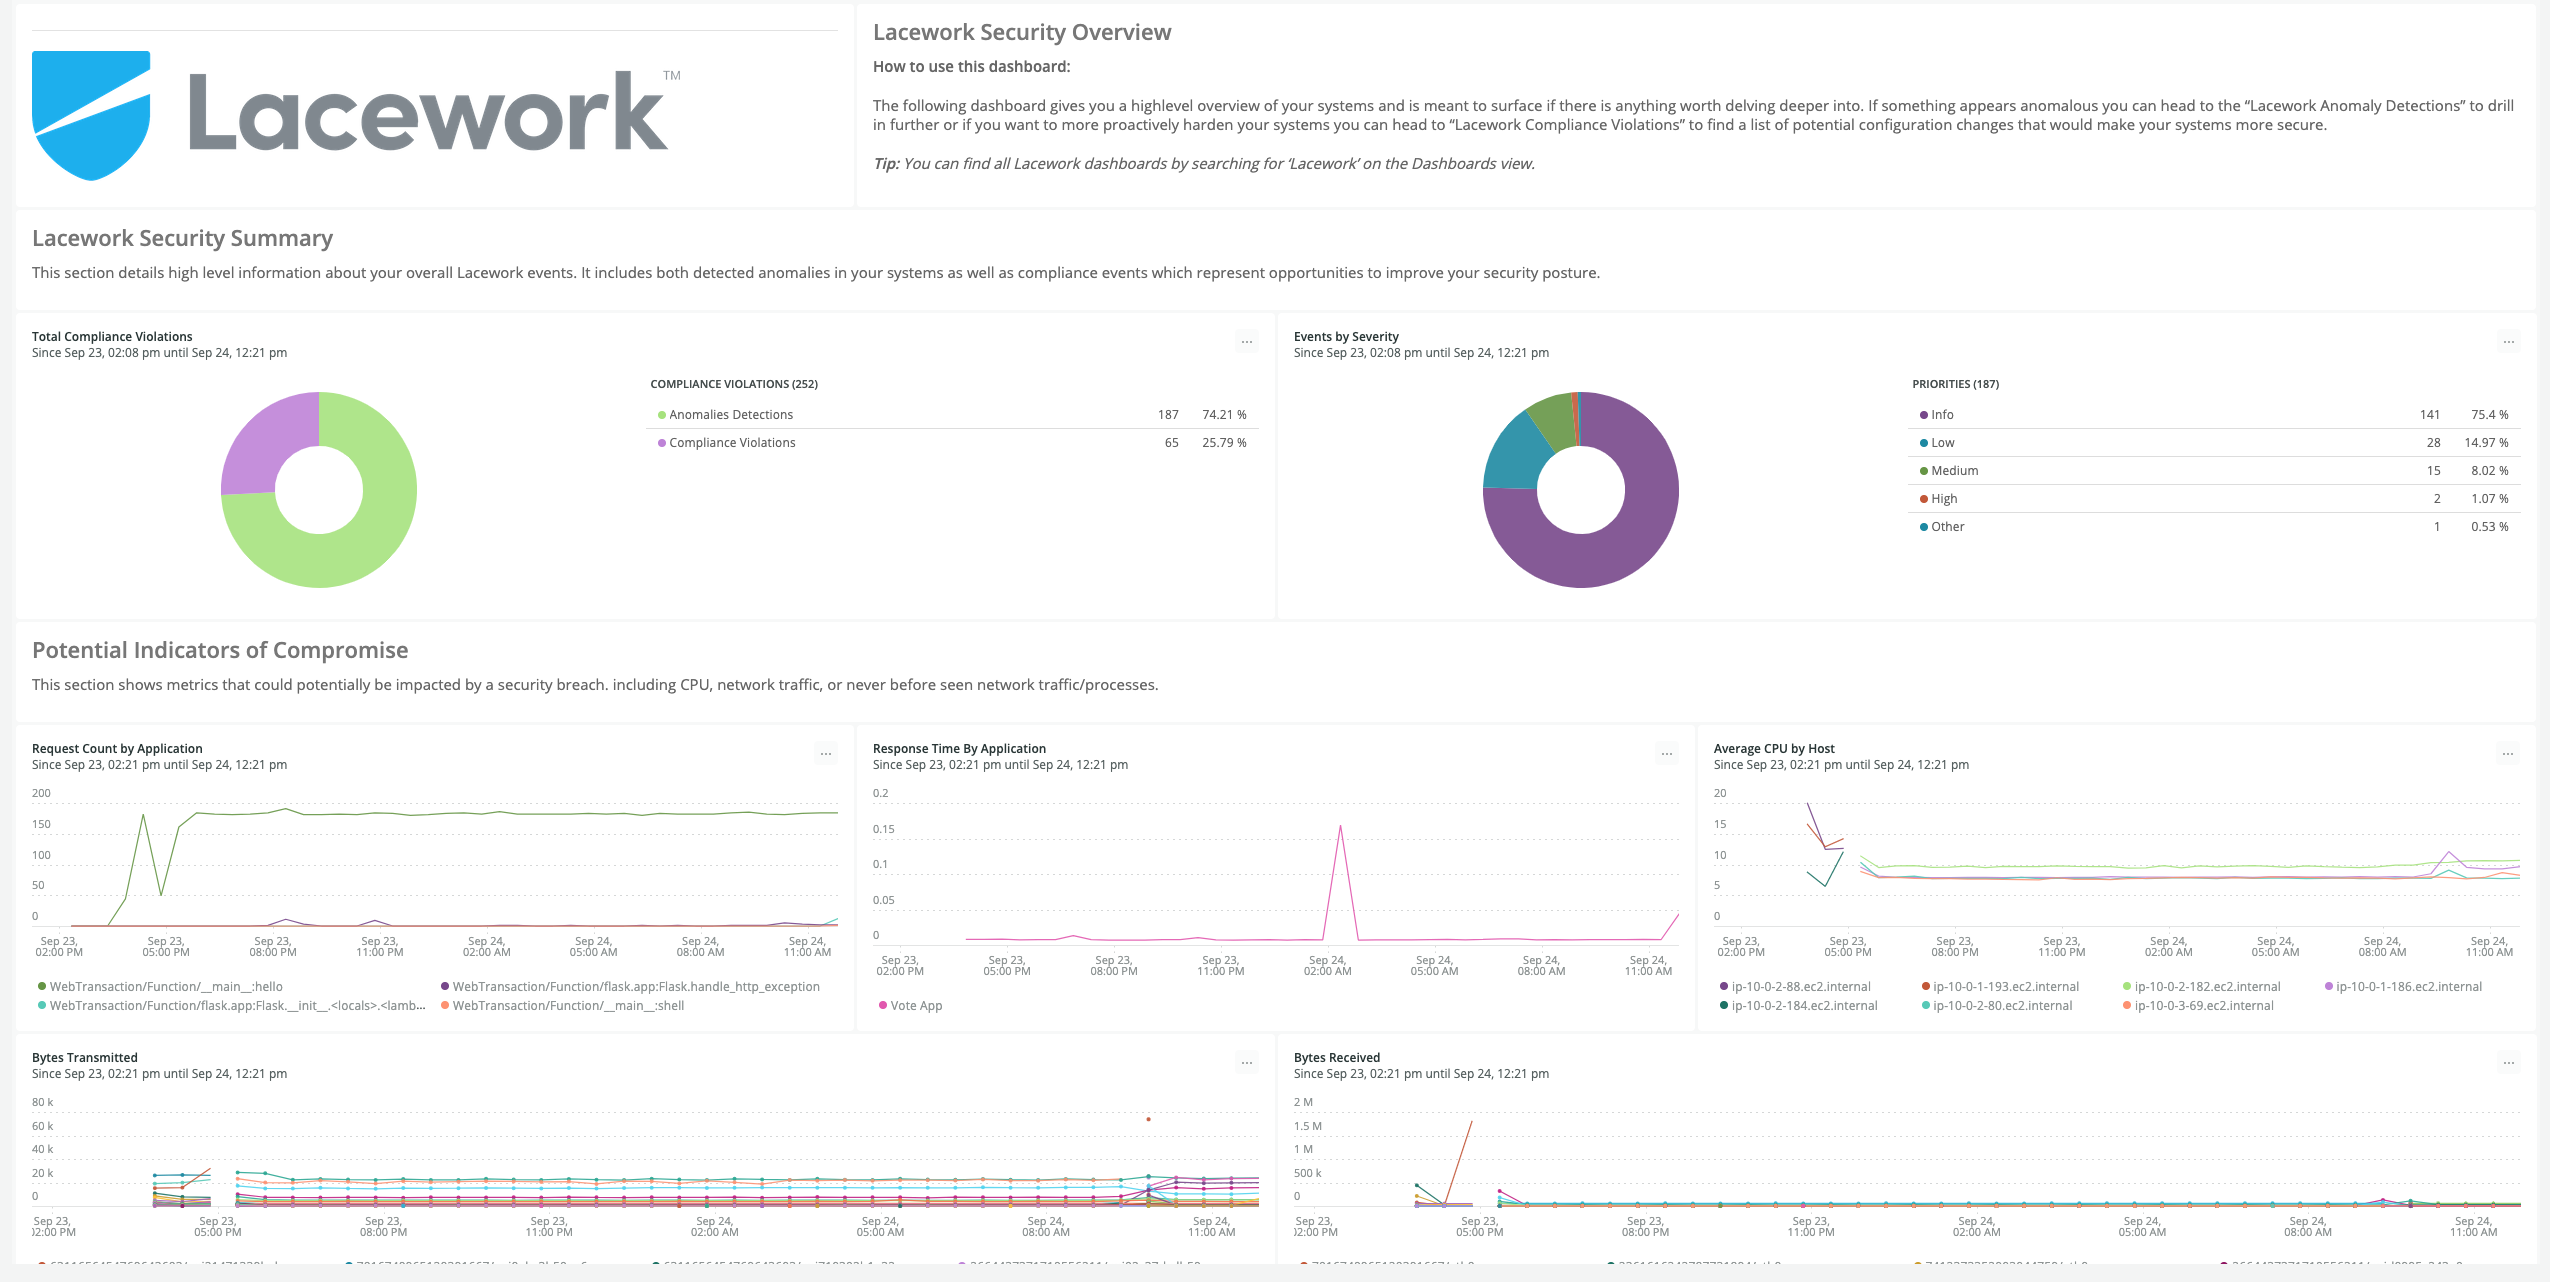 Lacework™
Lacework Security Overview
How to use this dashboard:
The following dashboard gives you a highlevel overview of your systems and is meant to surface if there is anything worth delving deeper into. If something appears anomalous you can head to the “Lacework Anomaly Detections” to drill
in further or if you want to more proactively harden your systems you can head to “Lacework Compliance Violations” to find a list of potential configuration changes that would make your systems more secure.
Tip: You can find all Lacework dashboards by searching for ‘Lacework’ on the Dashboards view.
Lacework Security Summary
This section details high level information about your overall Lacework events. It includes both detected anomalies in your systems as well as compliance events which represent opportunities to improve your security posture.
Total Compliance Violations
Since Sep 23, 02:08 pm until Sep 24, 12:21 pm
...
COMPLIANCE VIOLATIONS (252)
Anomalies Detections 187 74.21 %
Compliance Violations 65 25.79 %
Events by Severity
Since Sep 23, 02:08 pm until Sep 24, 12:21 pm
...
PRIORITIES (187)
Info 141 75.4 %
Low 28 14.97 %
Medium 15 8.02 %
High 2 1.07 %
Other 1 0.53 %
Potential Indicators of Compromise
This section shows metrics that could potentially be impacted by a security breach. including CPU, network traffic, or never before seen network traffic/processes.
Request Count by Application
Since Sep 23, 02:21 pm until Sep 24, 12:21 pm
...
200
150
100
50
0
Sep 23, Sep 23, Sep 23, Sep 23, Sep 24, Sep 24, Sep 24, Sep 24,
02:00 PM 05:00 PM 08:00 PM 11:00 PM 02:00 AM 05:00 AM 08:00 AM 11:00 AM
WebTransaction/Function/__main__:hello WebTransaction/Function/flask.app:Flask.handle_http_exception
WebTransaction/Function/flask.app:Flask.__init__.<locals>.<lamb... WebTransaction/Function/__main__:shell
Response Time By Application
Since Sep 23, 02:21 pm until Sep 24, 12:21 pm
...
0.2
0.15
0.1
0.05
0
Sep 23, Sep 23, Sep 23, Sep 23, Sep 24, Sep 24, Sep 24, Sep 24,
02:00 PM 05:00 PM 08:00 PM 11:00 PM 02:00 AM 05:00 AM 08:00 AM 11:00 AM
Vote App
Average CPU by Host
Since Sep 23, 02:21 pm until Sep 24, 12:21 pm
...
20
15
10
5
0
Sep 23, Sep 23, Sep 23, Sep 23, Sep 24, Sep 24, Sep 24, Sep 24,
02:00 PM 05:00 PM 08:00 PM 11:00 PM 02:00 AM 05:00 AM 08:00 AM 11:00 AM
ip-10-0-2-88.ec2.internal ip-10-0-1-193.ec2.internal ip-10-0-2-182.ec2.internal ip-10-0-1-186.ec2.internal
ip-10-0-2-184.ec2.internal ip-10-0-2-80.ec2.internal ip-10-0-3-69.ec2.internal
Bytes Transmitted
Since Sep 23, 02:21 pm until Sep 24, 12:21 pm
...
80 k
60 k
40 k
20 k
0
Sep 23, Sep 23, Sep 23, Sep 23, Sep 24, Sep 24, Sep 24, Sep 24,
02:00 PM 05:00 PM 08:00 PM 11:00 PM 02:00 AM 05:00 AM 08:00 AM 11:00 AM
Bytes Received
Since Sep 23, 02:21 pm until Sep 24, 12:21 pm
...
2 M
1.5 M
1 M
500 k
0
Sep 23, Sep 23, Sep 23, Sep 23, Sep 24, Sep 24, Sep 24, Sep 24,
02:00 PM 05:00 PM 08:00 PM 11:00 PM 02:00 AM 05:00 AM 08:00 AM 11:00 AM